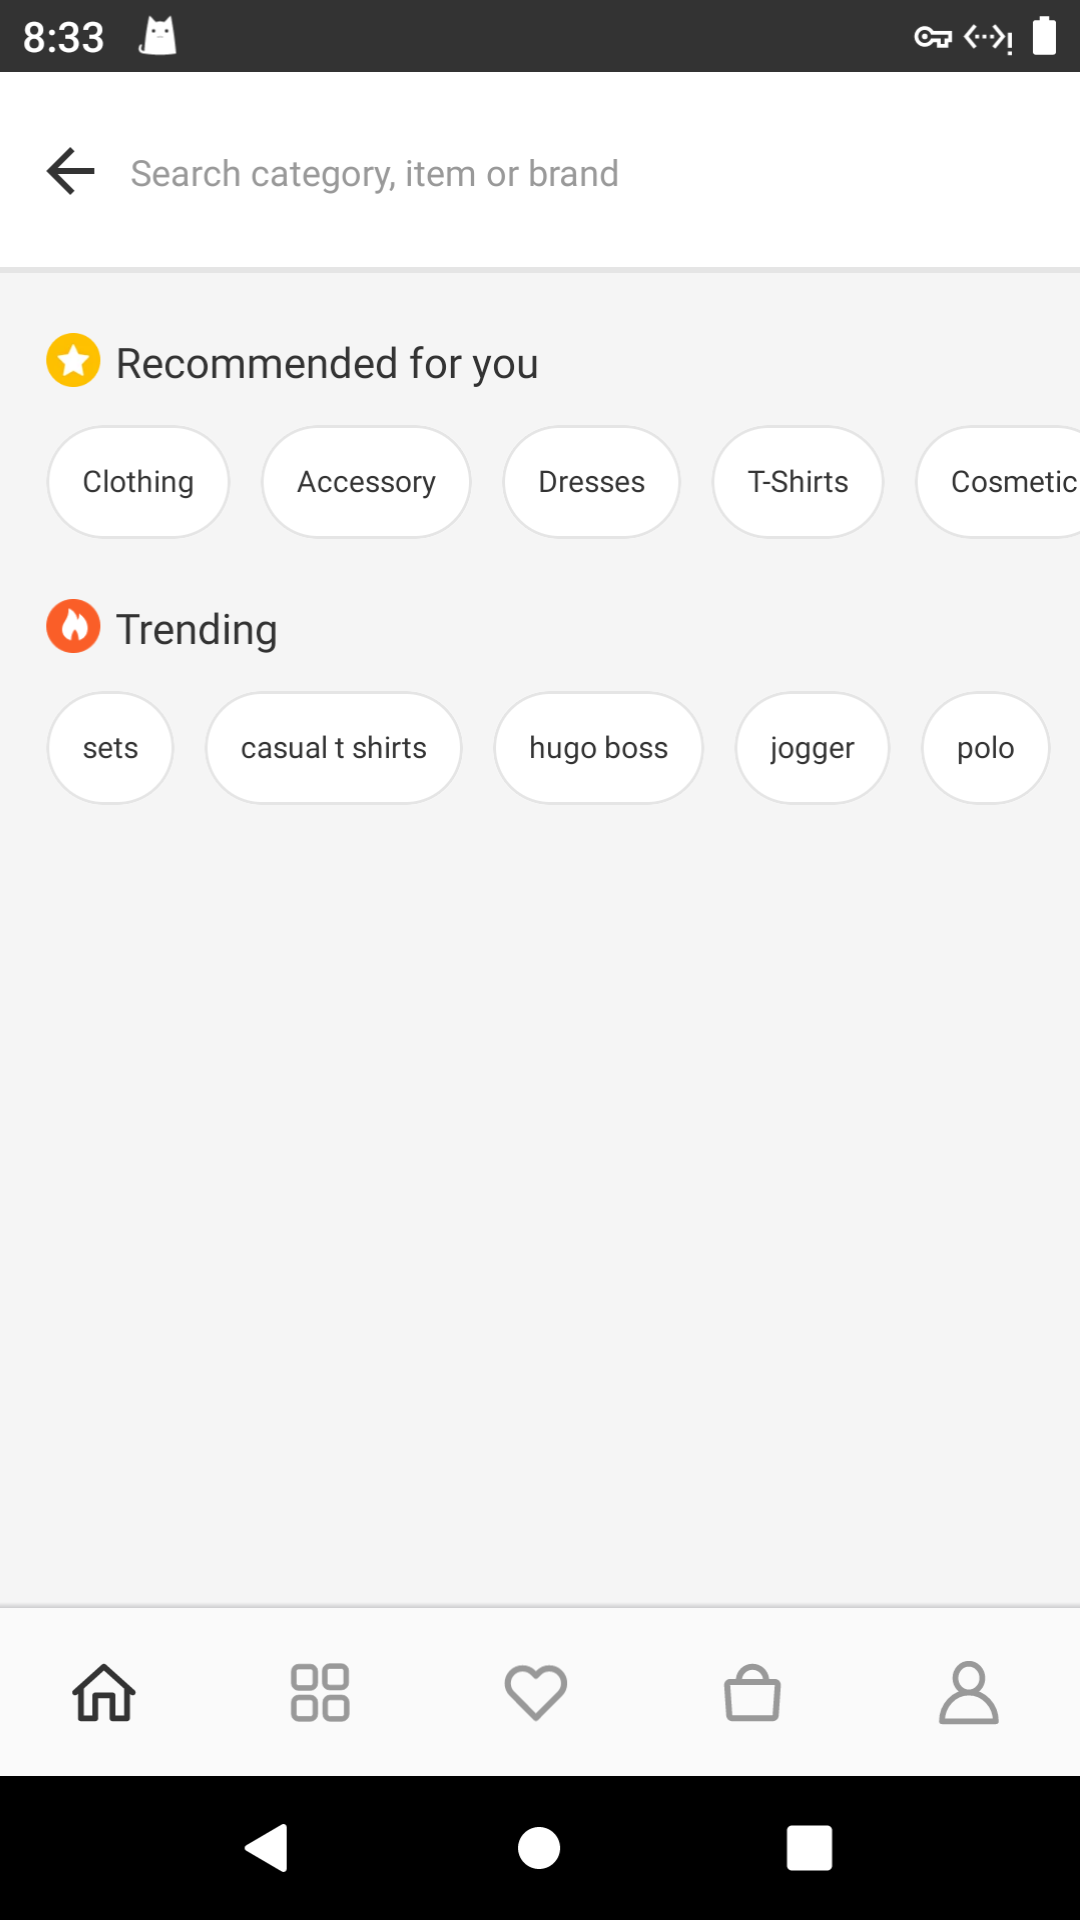 8:33
Search category, item or brand
Recommended for you
Clothing Accessory Dresses T-Shirts Cosmetic
Trending
sets casual t shirts hugo boss jogger polo